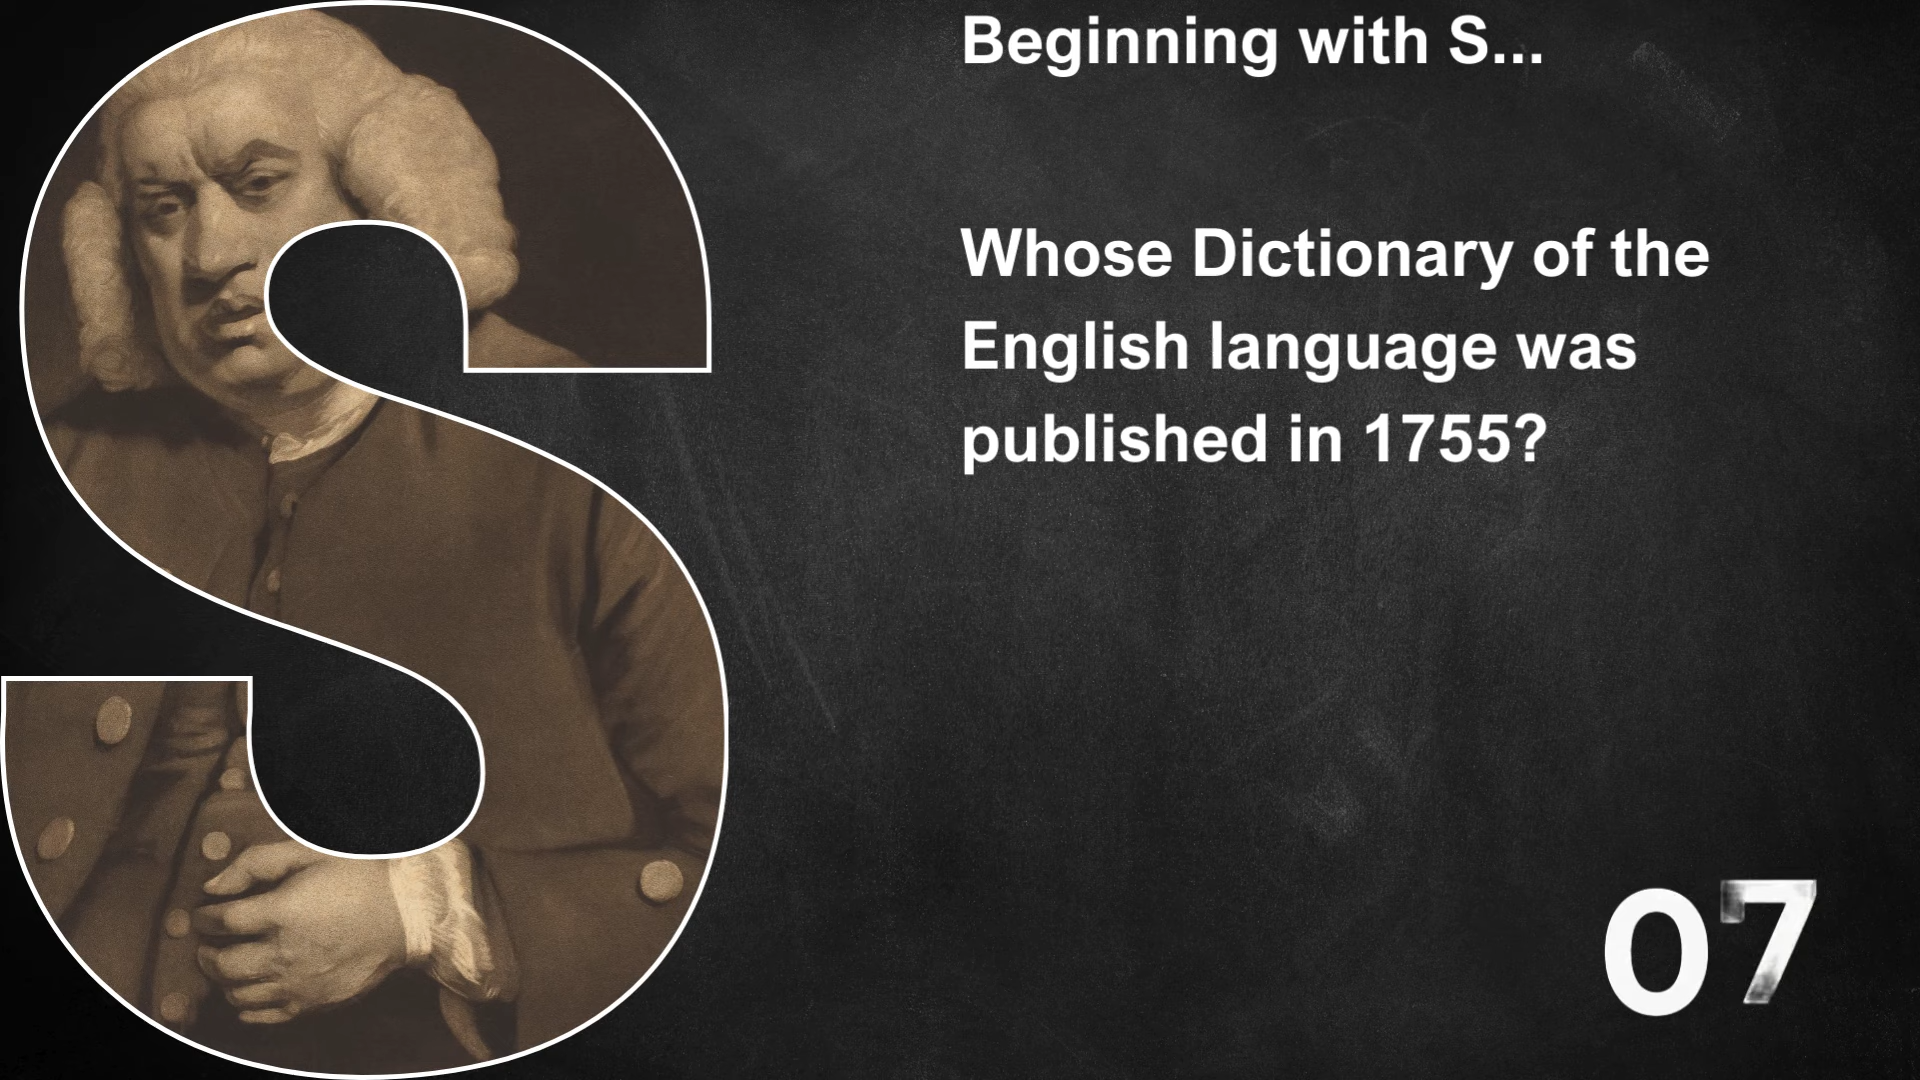 Beginning with S...
Whose Dictionary of the
English language was
published in 1755?
07